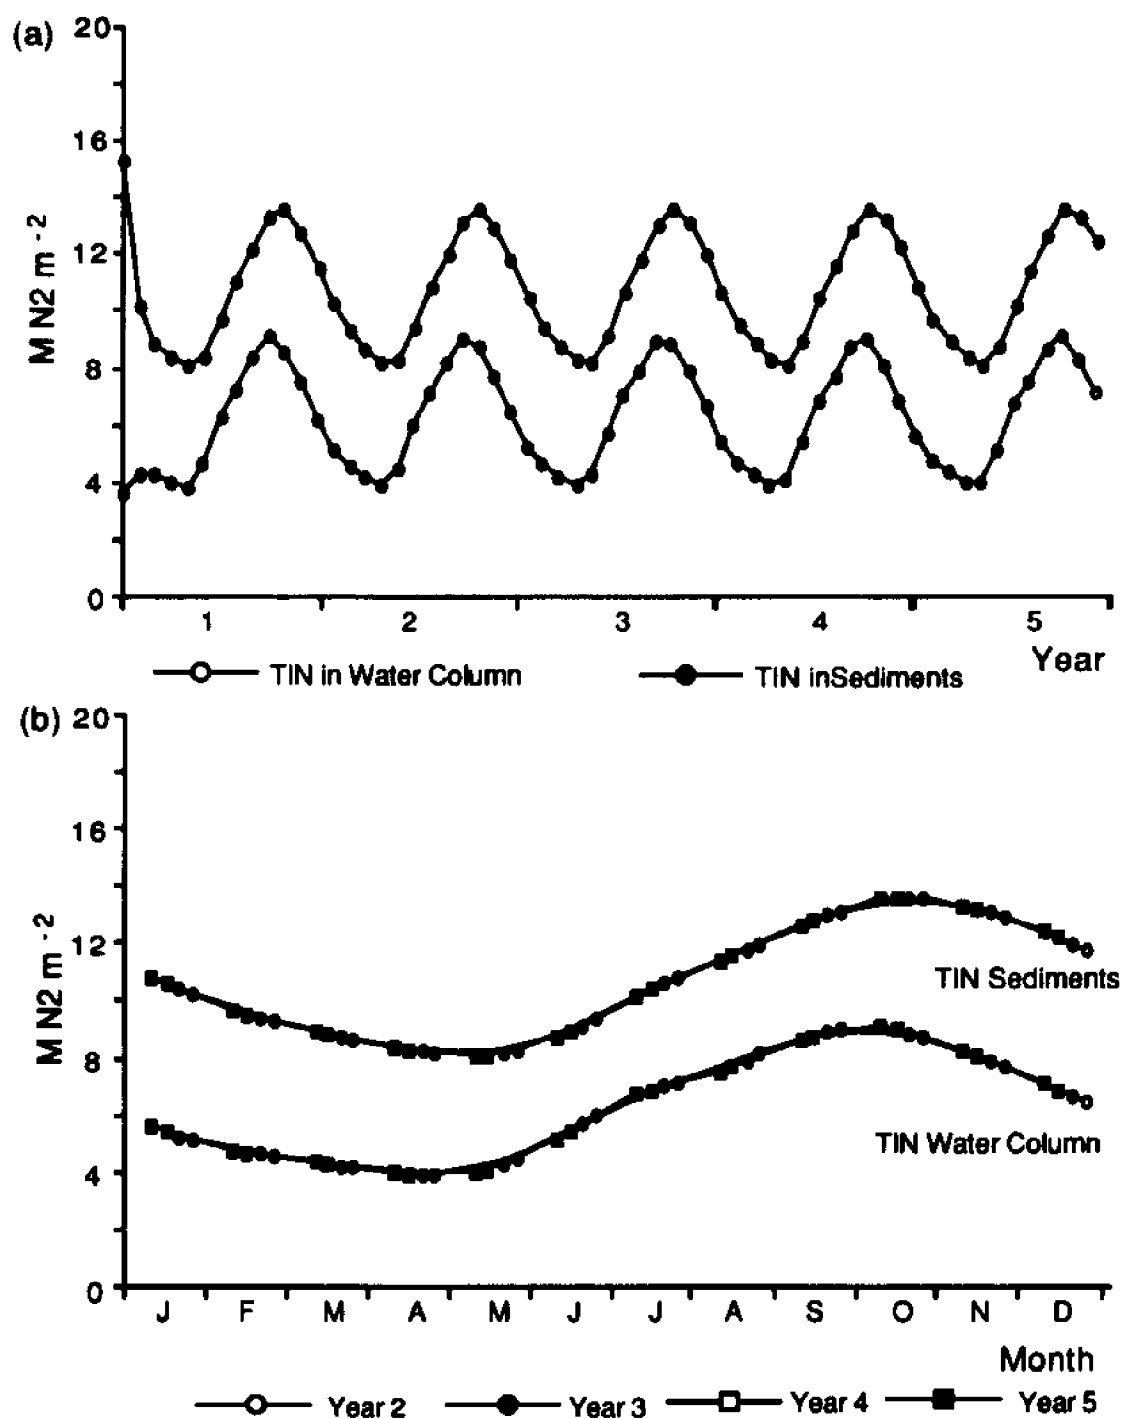 (a)
20
16
12
8
4
0
M N2 m -2
1 2 3 4 5
Year
TIN in Water Column TIN inSediments
(b)
20
16
12
8
4
0
M N2 m -2
TIN Sediments
TIN Water Column
J F M A M J J A S O N D
Month
Year 2 Year 3 Year 4 Year 5